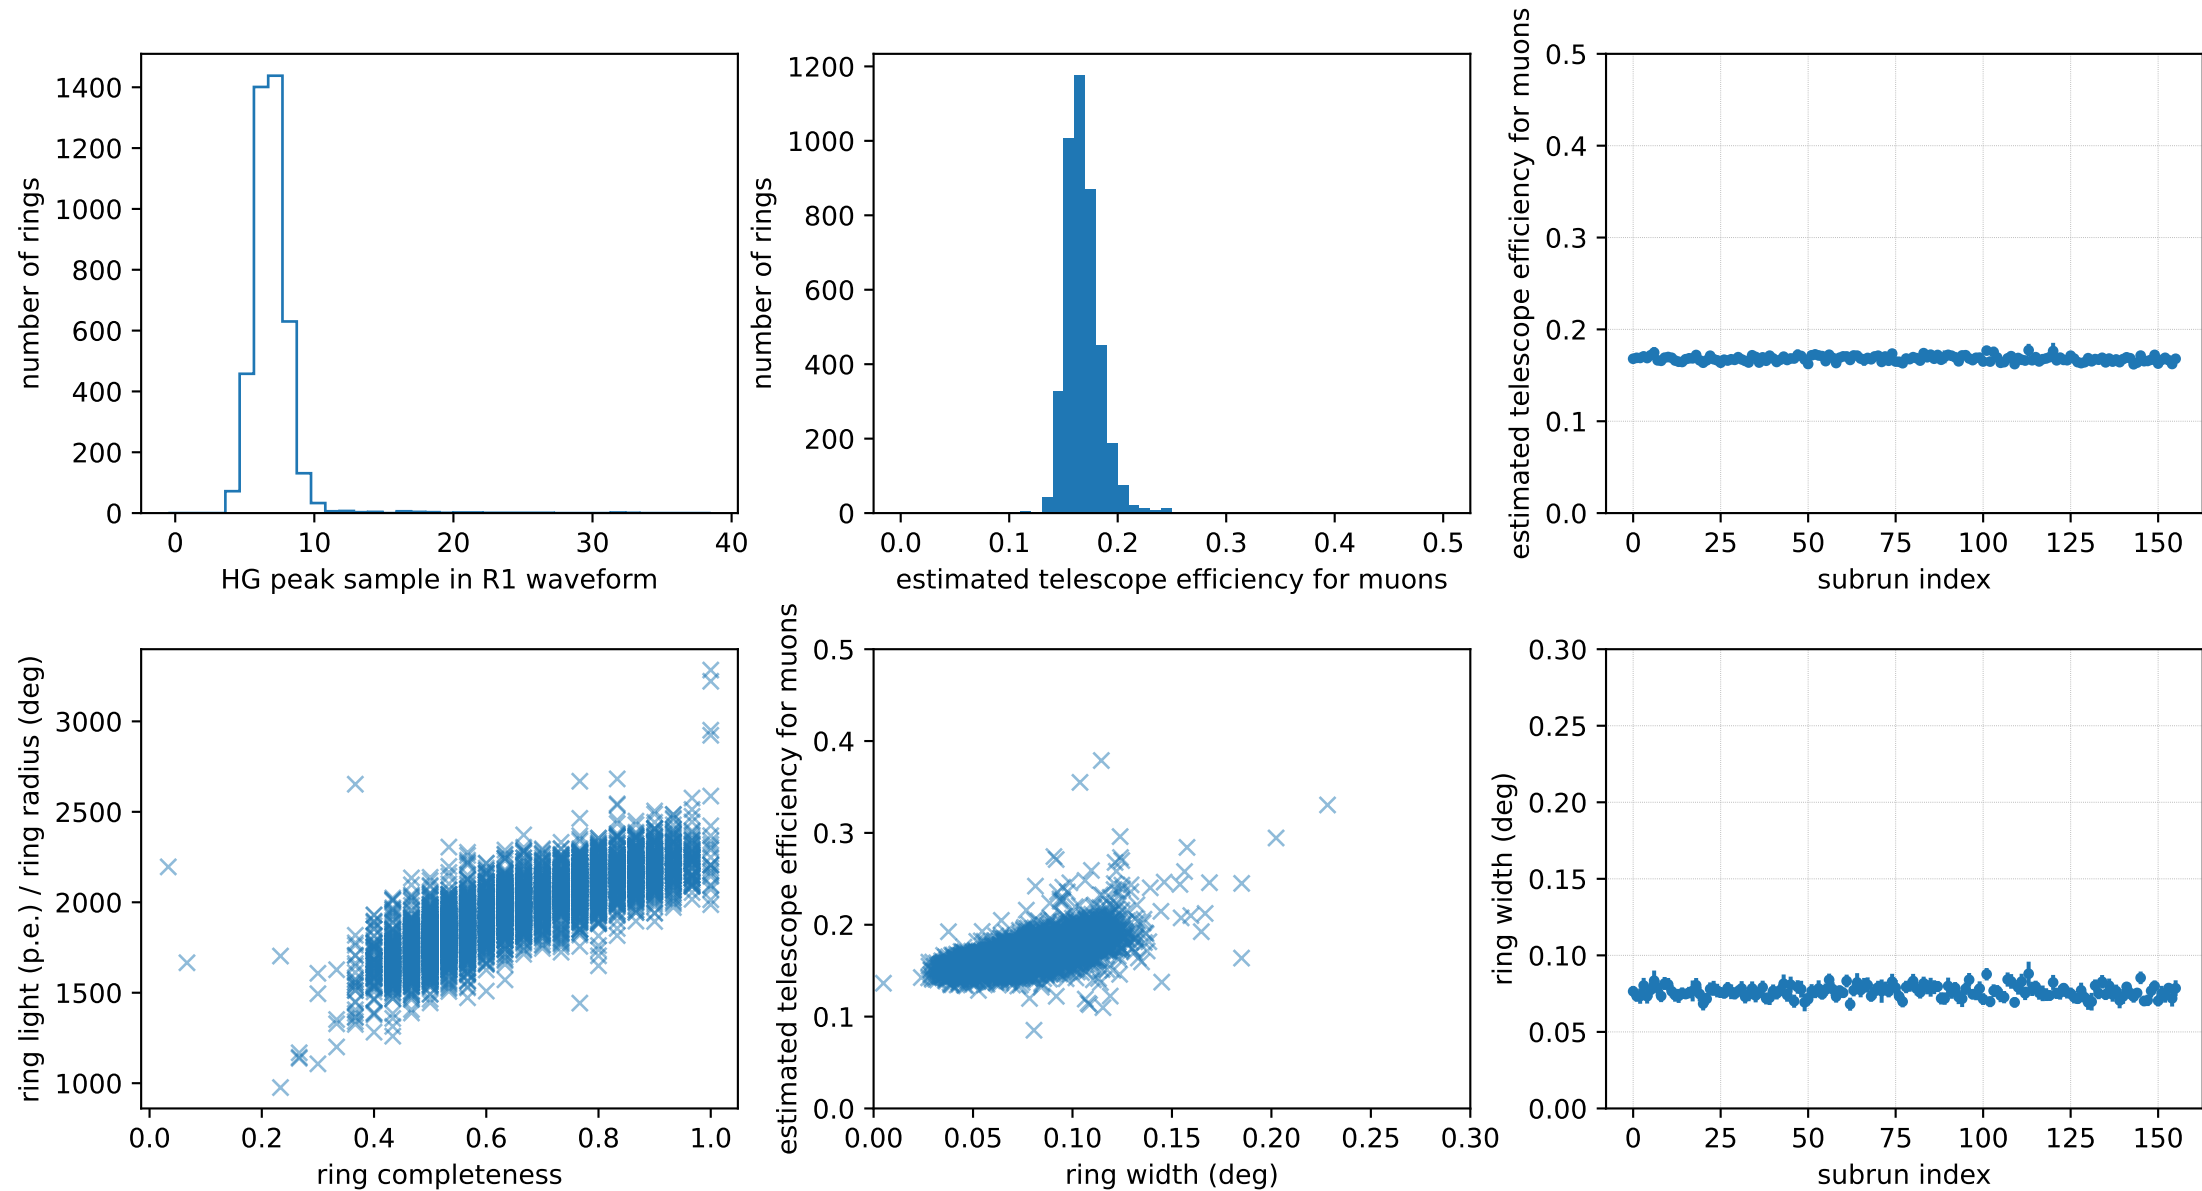 number of rings
1400
1200
1000
800
600
400
200
0
0 10 20 30 40
HG peak sample in R1 waveform
number of rings
1200
1000
800
600
400
200
0
0.0 0.1 0.2 0.3 0.4 0.5
estimated telescope efficiency for muons
estimated telescope efficiency for muons
0.5
0.4
0.3
0.2
0.1
0.0
0 25 50 75 100 125 150
subrun index
ring light (p.e.) / ring radius (deg)
3000
2500
2000
1500
1000
0.0 0.2 0.4 0.6 0.8 1.0
ring completeness
estimated telescope efficiency for muons
0.5
0.4
0.3
0.2
0.1
0.0
0.00 0.05 0.10 0.15 0.20 0.25 0.30
ring width (deg)
ring width (deg)
0.30
0.25
0.20
0.15
0.10
0.05
0.00
0 25 50 75 100 125 150
subrun index